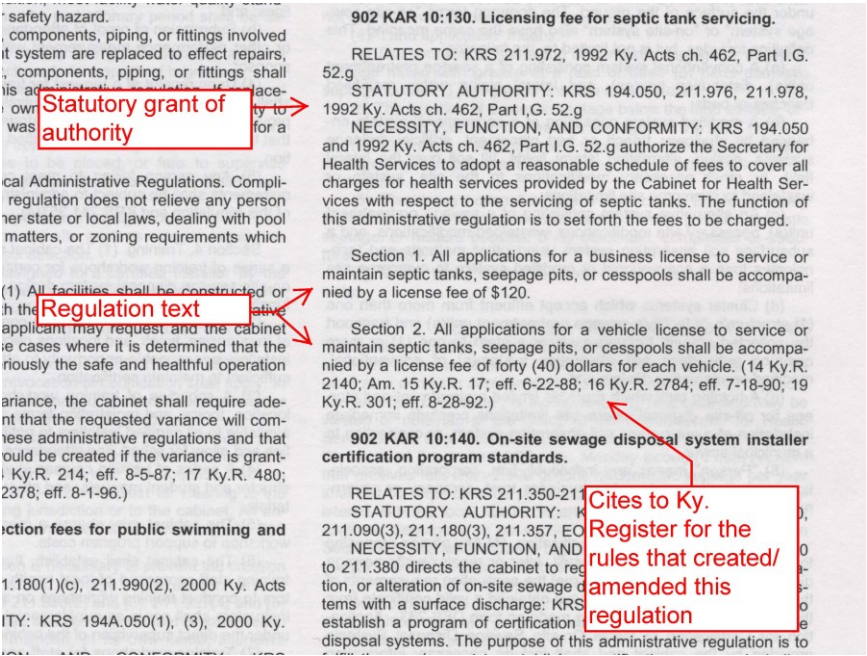 safety hazard.
components, piping, or fittings involved
system are replaced to effect repairs,
components, piping, or fittings shall
was
for a
Administrative Regulations. Compli-
regulation does not relieve any person
state or local laws, dealing with pool
matters, or zoning requirements which
(1) All facilities shall be constructed
applicant may request and the cabinet
cases where it is determined that the
the safe and healthful operation
the cabinet shall require ade-
that the requested variance will com-
administrative regulations and that
be created if the variance is grant-
Ky.R. 214; eff. 8-5-87; 17 Ky.R. 480;
2378; eff. 8-1-96.)
fees for public swimming and
1.180(1)(c), 211.990(2), 2000 Ky. Acts
KRS 194A.050(1), (3), 2000 Ky.
Statutory grant of
authority
Regulation text
902 KAR 10:130. Licensing fee for septic tank servicing.
RELATES TO: KRS 211.972, 1992 Ky. Acts ch. 462, Part I.G.
52.g
STATUTORY AUTHORITY: KRS 194.050, 211.976, 211.978,
1992 Ky. Acts ch. 462, Part I,G. 52.g
NECESSITY, FUNCTION, AND CONFORMITY: KRS 194.050
and 1992 Ky. Acts ch. 462, Part I.G. 52.g authorize the Secretary for
Health Services to adopt a reasonable schedule of fees to cover all
charges for health services provided by the Cabinet for Health Ser-
vices with respect to the servicing of septic tanks. The function of
this administrative regulation is to set forth the fees to be charged.
Section 1. All applications for a business license to service or
maintain septic tanks, seepage pits, or cesspools shall be accompa-
nied by a license fee of $120.
Section 2. All applications for a vehicle license to service or
maintain septic tanks, seepage pits, or cesspools shall be accompa-
nied by a license fee of forty (40) dollars for each vehicle. (14 Ky.R.
2140; Am. 15 Ky.R. 17; eff. 6-22-88; 16 Ky.R. 2784; eff. 7-18-90; 19
Ky.R. 301; eff. 8-28-92.)
902 KAR 10:140. On-site sewage disposal system installer
certification program standards.
RELATES TO: KRS 211.350-211
STATUTORY AUTHORITY:
211.090(3), 211.180(3), 211.357, EO
NECESSITY, FUNCTION, AND
to 211.380 directs the cabinet to
tion, or alteration of on-site sewage
tems with a surface discharge: KRS
establish a program of certification
disposal systems. The purpose of this administrative regulation is to
Cites to Ky.
Register for the
rules that created/
amended this
regulation